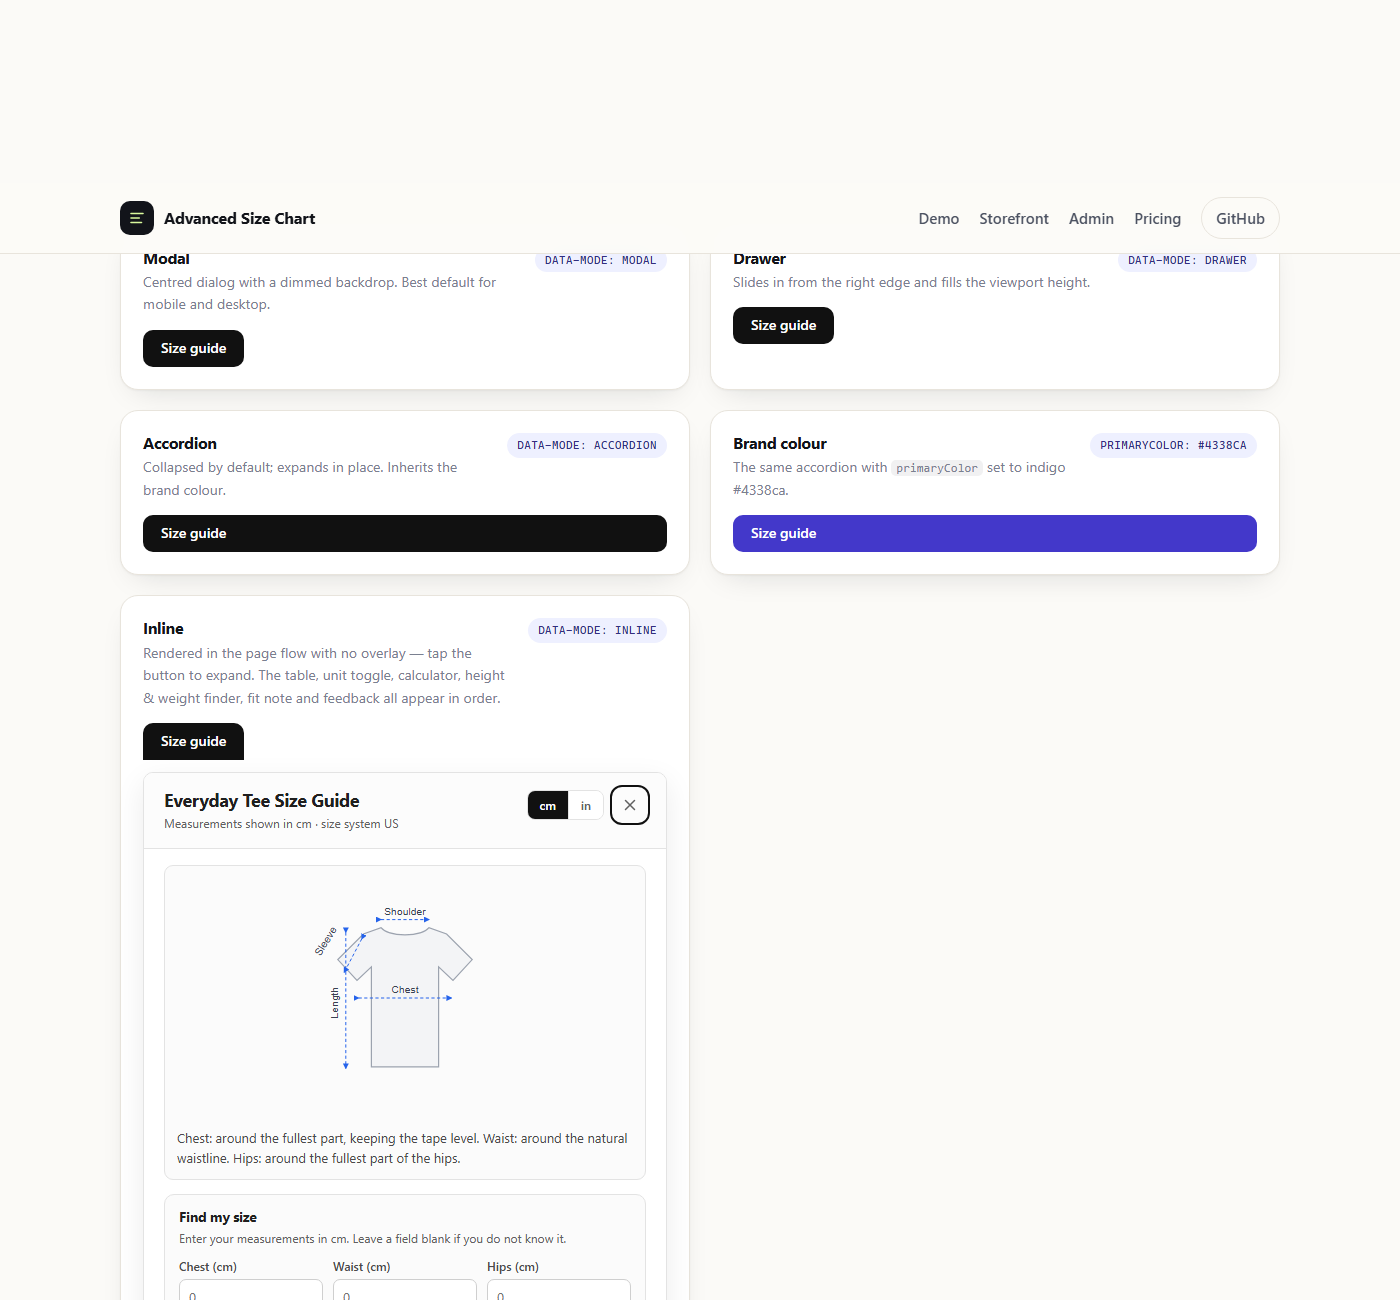 Advanced Size Chart
Demo Storefront Admin Pricing GitHub
Modal
DATA-MODE: MODAL
Centred dialog with a dimmed backdrop. Best default for
mobile and desktop.
Size guide
Drawer
DATA-MODE: DRAWER
Slides in from the right edge and fills the viewport height.
Size guide
Accordion
DATA-MODE: ACCORDION
Collapsed by default; expands in place. Inherits the
brand colour.
Size guide
Brand colour
PRIMARYCOLOR: #4338CA
The same accordion with primaryColor set to indigo
#4338ca.
Size guide
Inline
DATA-MODE: INLINE
Rendered in the page flow with no overlay — tap the
button to expand. The table, unit toggle, calculator, height
& weight finder, fit note and feedback all appear in order.
Size guide
Everyday Tee Size Guide
cm in
Measurements shown in cm · size system US
Shoulder
Sleeve
Chest
Length
Chest: around the fullest part, keeping the tape level. Waist: around the natural
waistline. Hips: around the fullest part of the hips.
Find my size
Enter your measurements in cm. Leave a field blank if you do not know it.
Chest (cm) Waist (cm) Hips (cm)
0 0 0